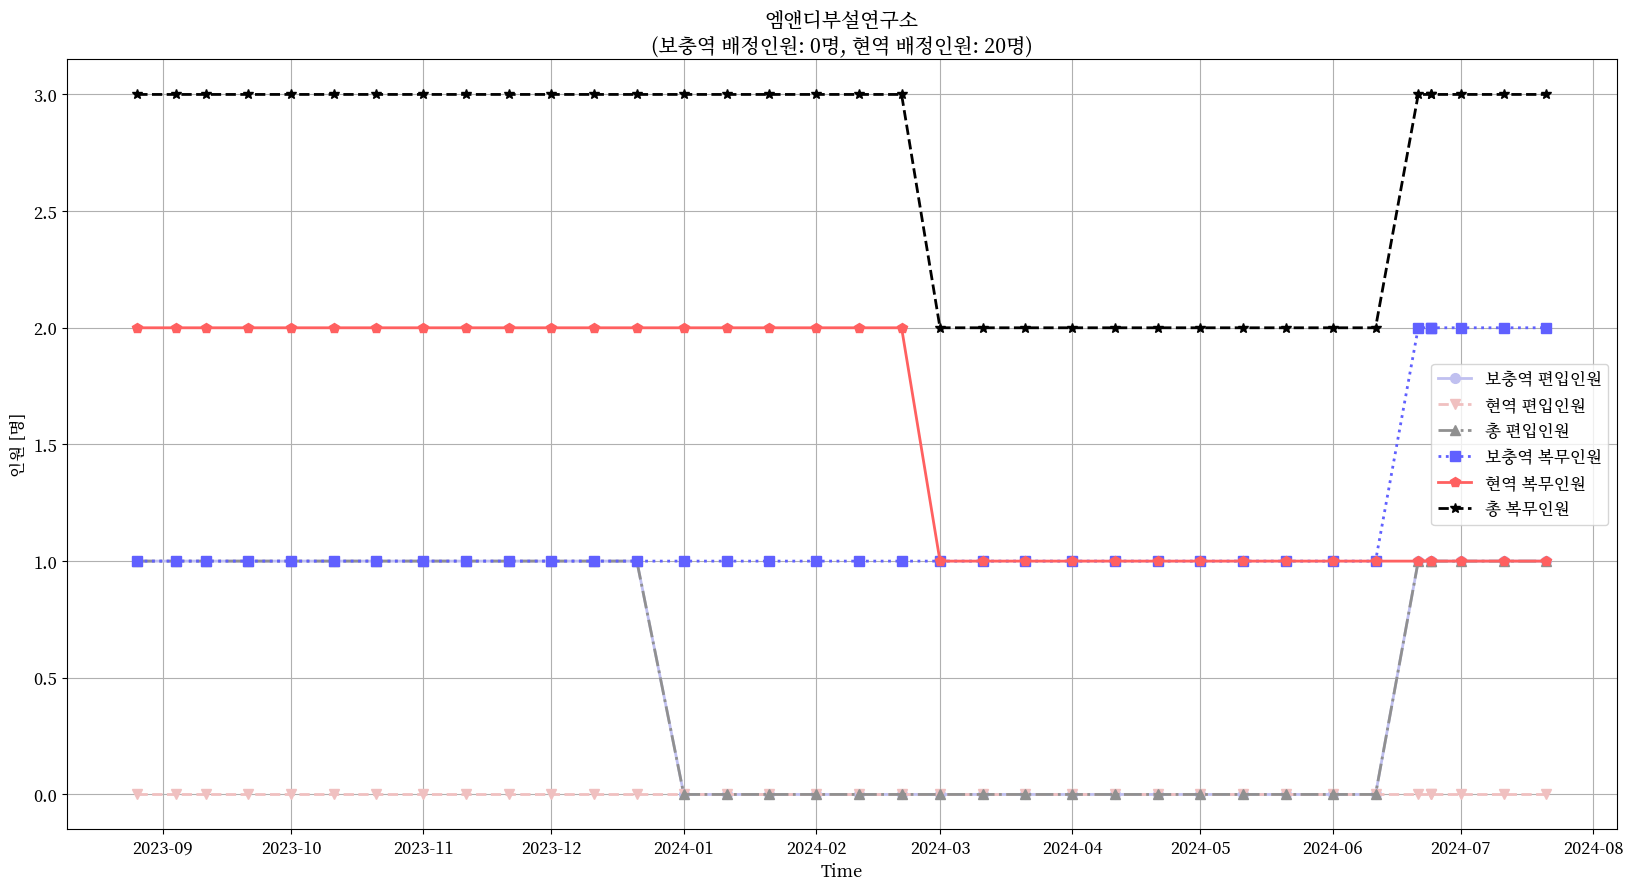 엠앤디부설연구소
(보충역 배정인원: 0명, 현역 배정인원: 20명)
3.0
2.5
2.0
1.5
1.0
0.5
0.0
인원 [명]
보충역 편입인원
현역 편입인원
총 편입인원
보충역 복무인원
현역 복무인원
총 복무인원
2023-09 2023-10 2023-11 2023-12 2024-01 2024-02 2024-03 2024-04 2024-05 2024-06 2024-07 2024-08
Time